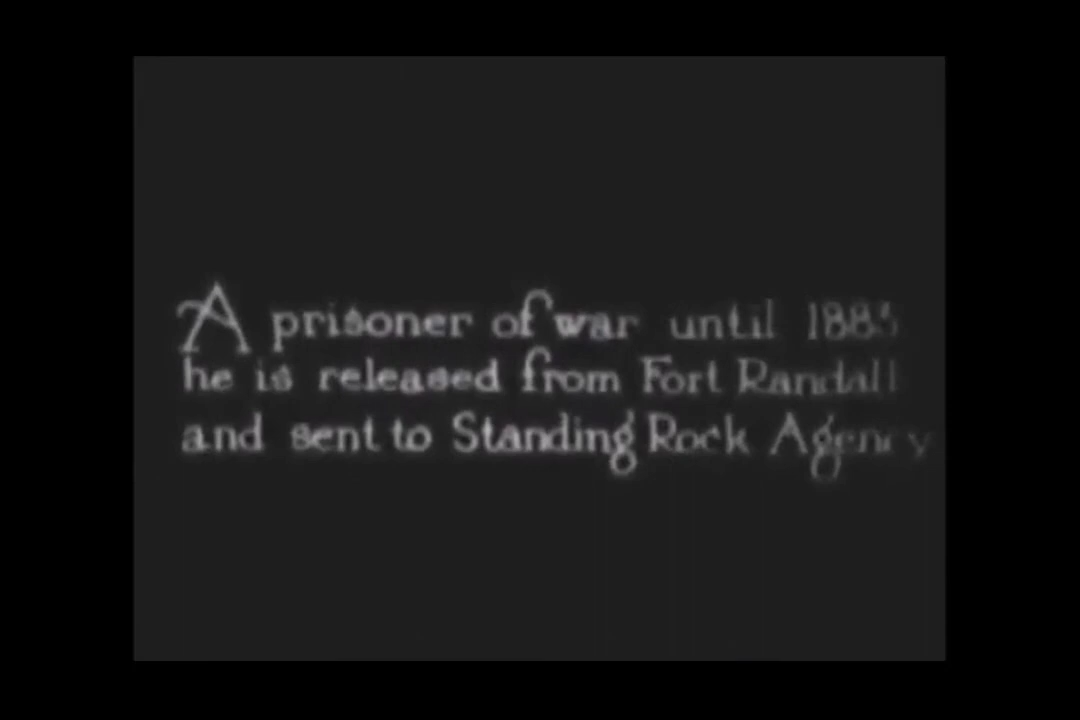 A prisoner of war until 1883
he is released from Fort Randall
and sent to Standing Rock Agency